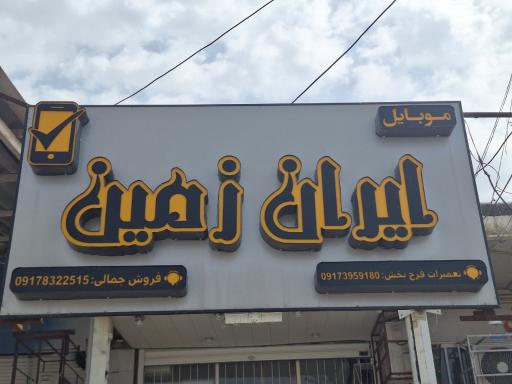 موبایل
ایران زمین
تعمیرات فرج بخش: 09173959180
فروش جمالی: 09178322515